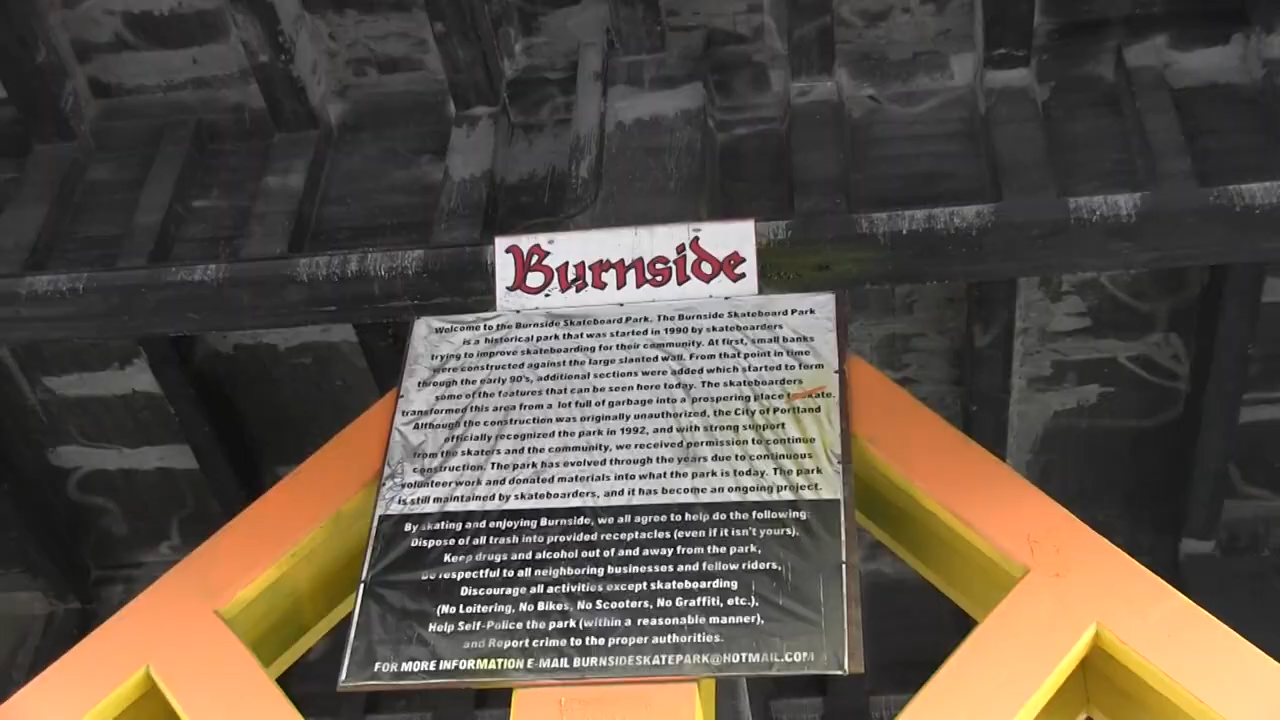 Burnside
Welcome to the Burnside Skateboard Park. The Burnside Skateboard Park
is a historical park that was started in 1990 by skateboarders
trying to improve skateboarding for their community. At first, small banks
were constructed against the large slanted wall. From that point in time
through the early 90's, additional sections were added which started to form
some of the features that can be seen here today. The skateboarders
transformed this area from a lot full of garbage into a prospering place to skate.
Although the construction was originally unauthorized, the City of Portland
officially recognized the park in 1992, and with strong support
from the skaters and the community, we received permission to continue
construction. The park has evolved through the years due to continuous
volunteer work and donated materials into what the park is today. The park
is still maintained by skateboarders, and it has become an ongoing project.
By skating and enjoying Burnside, we all agree to help do the following:
Dispose of all trash into provided receptacles (even if it isn't yours),
Keep drugs and alcohol out of and away from the park,
Be respectful to all neighboring businesses and fellow riders,
Discourage all activities except skateboarding
(No Loitering, No Bikes, No Scooters, No Graffiti, etc.),
Help Self-Police the park (within a reasonable manner),
and Report crime to the proper authorities.
FOR MORE INFORMATION E-MAIL BURNSIDESKATEPARK@HOTMAIL.COM